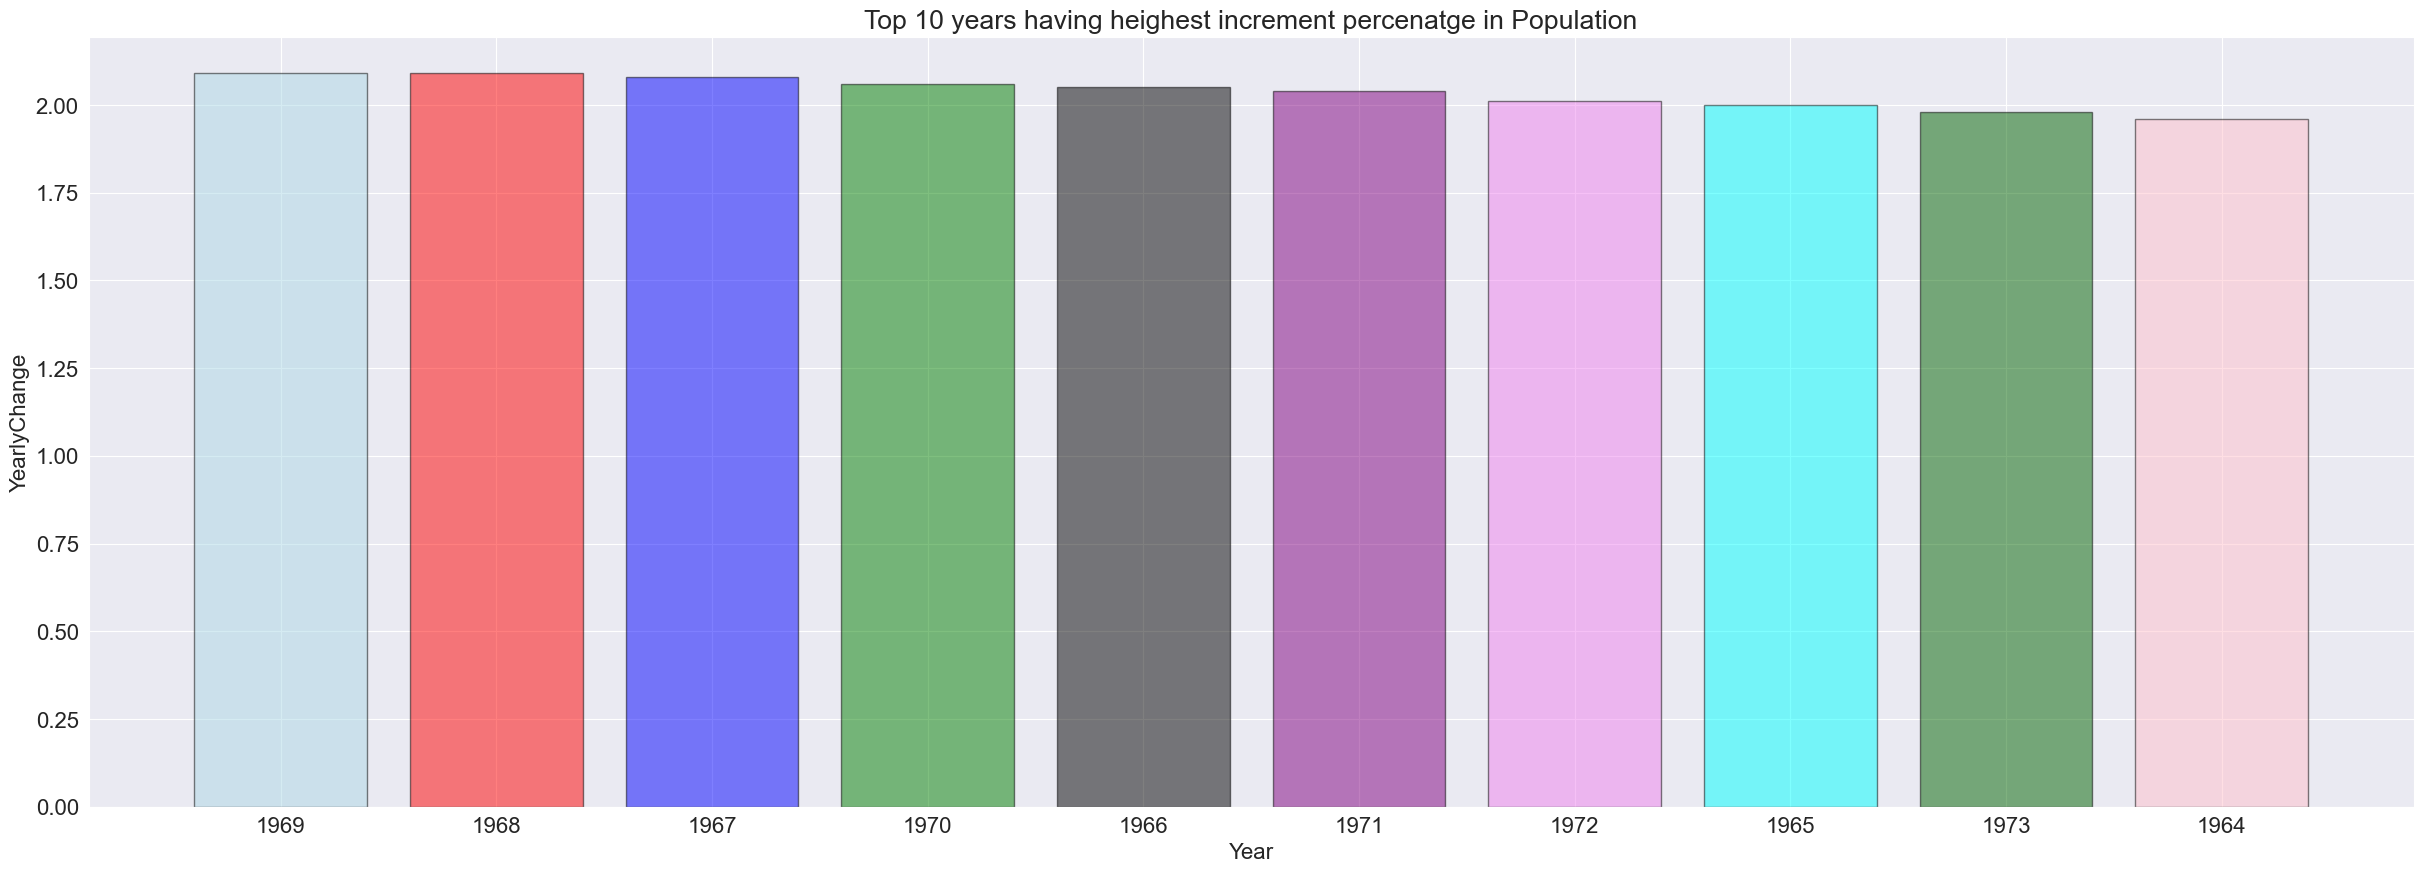 Top 10 years having heighest increment percenatge in Population
YearlyChange
2.00
1.75
1.50
1.25
1.00
0.75
0.50
0.25
0.00
1969 1968 1967 1970 1966 1971 1972 1965 1973 1964
Year